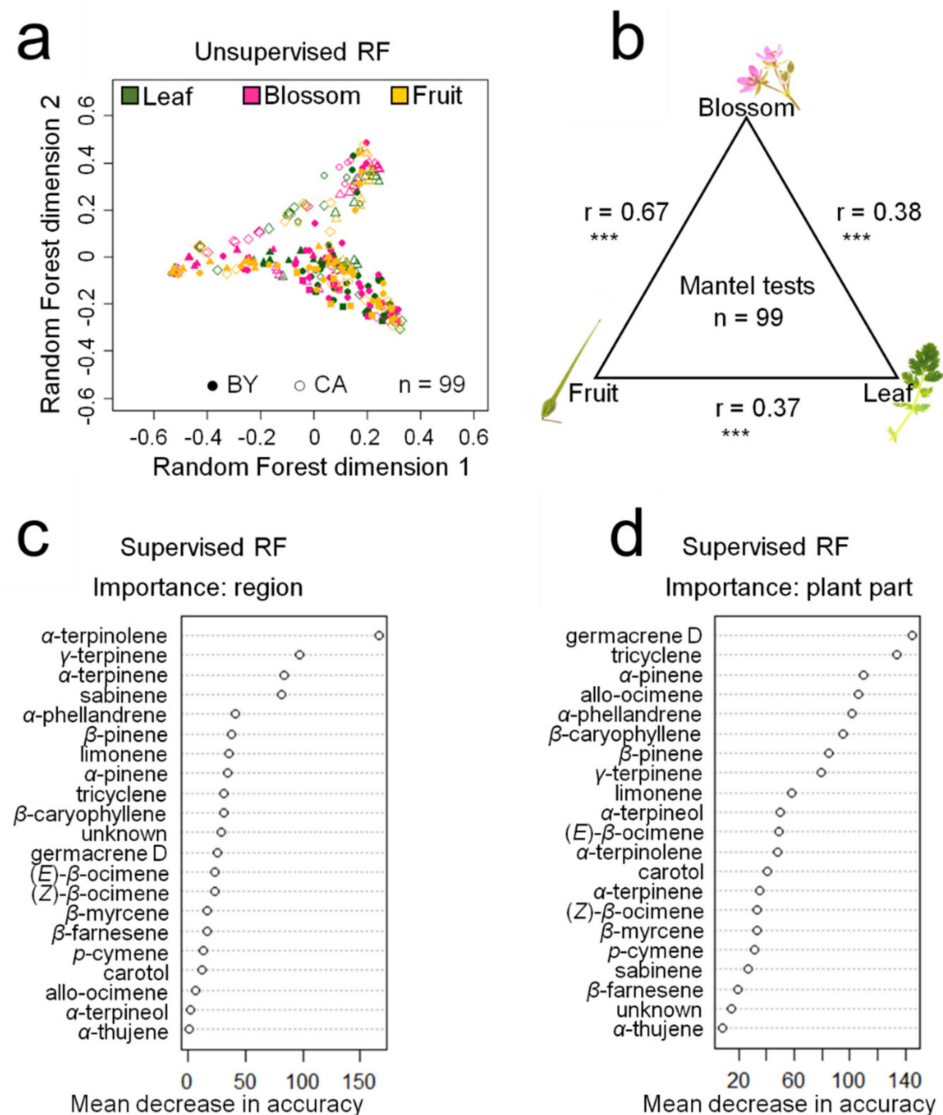 a
Unsupervised RF
Leaf Blossom Fruit
Random Forest dimension 2
0.6
0.4
0.2
0
-0.2
-0.4
-0.6
BY CA n = 99
-0.6 -0.4 -0.2 0 0.2 0.4 0.6
Random Forest dimension 1
b
Blossom
r = 0.67
***
r = 0.38
***
Mantel tests
n = 99
Fruit
Leaf
r = 0.37
***
c
Supervised RF
Importance: region
α-terpinolene
γ-terpinene
α-terpinene
sabinene
α-phellandrene
β-pinene
limonene
α-pinene
tricyclene
β-caryophyllene
unknown
germacrene D
(E)-β-ocimene
(Z)-β-ocimene
β-myrcene
β-farnesene
p-cymene
carotol
allo-ocimene
α-terpineol
α-thujene
0 50 100 150
Mean decrease in accuracy
d
Supervised RF
Importance: plant part
germacrene D
tricyclene
α-pinene
allo-ocimene
α-phellandrene
β-caryophyllene
β-pinene
γ-terpinene
limonene
α-terpineol
(E)-β-ocimene
α-terpinolene
carotol
α-terpinene
(Z)-β-ocimene
β-myrcene
p-cymene
sabinene
β-farnesene
unknown
α-thujene
20 60 100 140
Mean decrease in accuracy